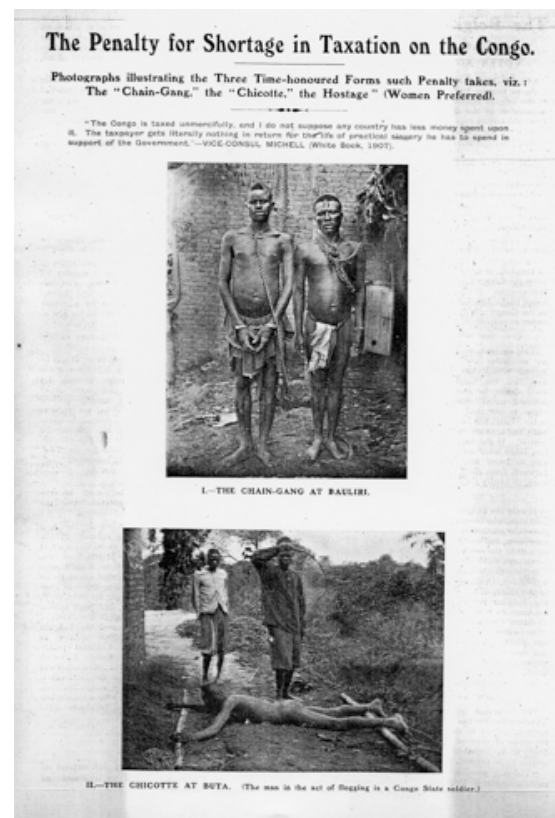 The Penalty for Shortage in Taxation on the Congo.
Photographs illustrating the Three Time-honoured Forms such Penalty takes, viz.:
The “Chain-Gang,” the “Chicotte,” the Hostage” (Women Preferred).
“The Congo is taxed unmercifully, and I do not suppose any country has less money spent upon
it. The taxpayer gets literally nothing in return for the life of practical slavery he has to spend in
support of the Government.”—VICE-CONSUL MICHELL (White Book, 1907).
I.—THE CHAIN-GANG AT BAULIRI.
II.—THE CHICOTTE AT BUTA. (The man in the act of flogging is a Congo State soldier.)